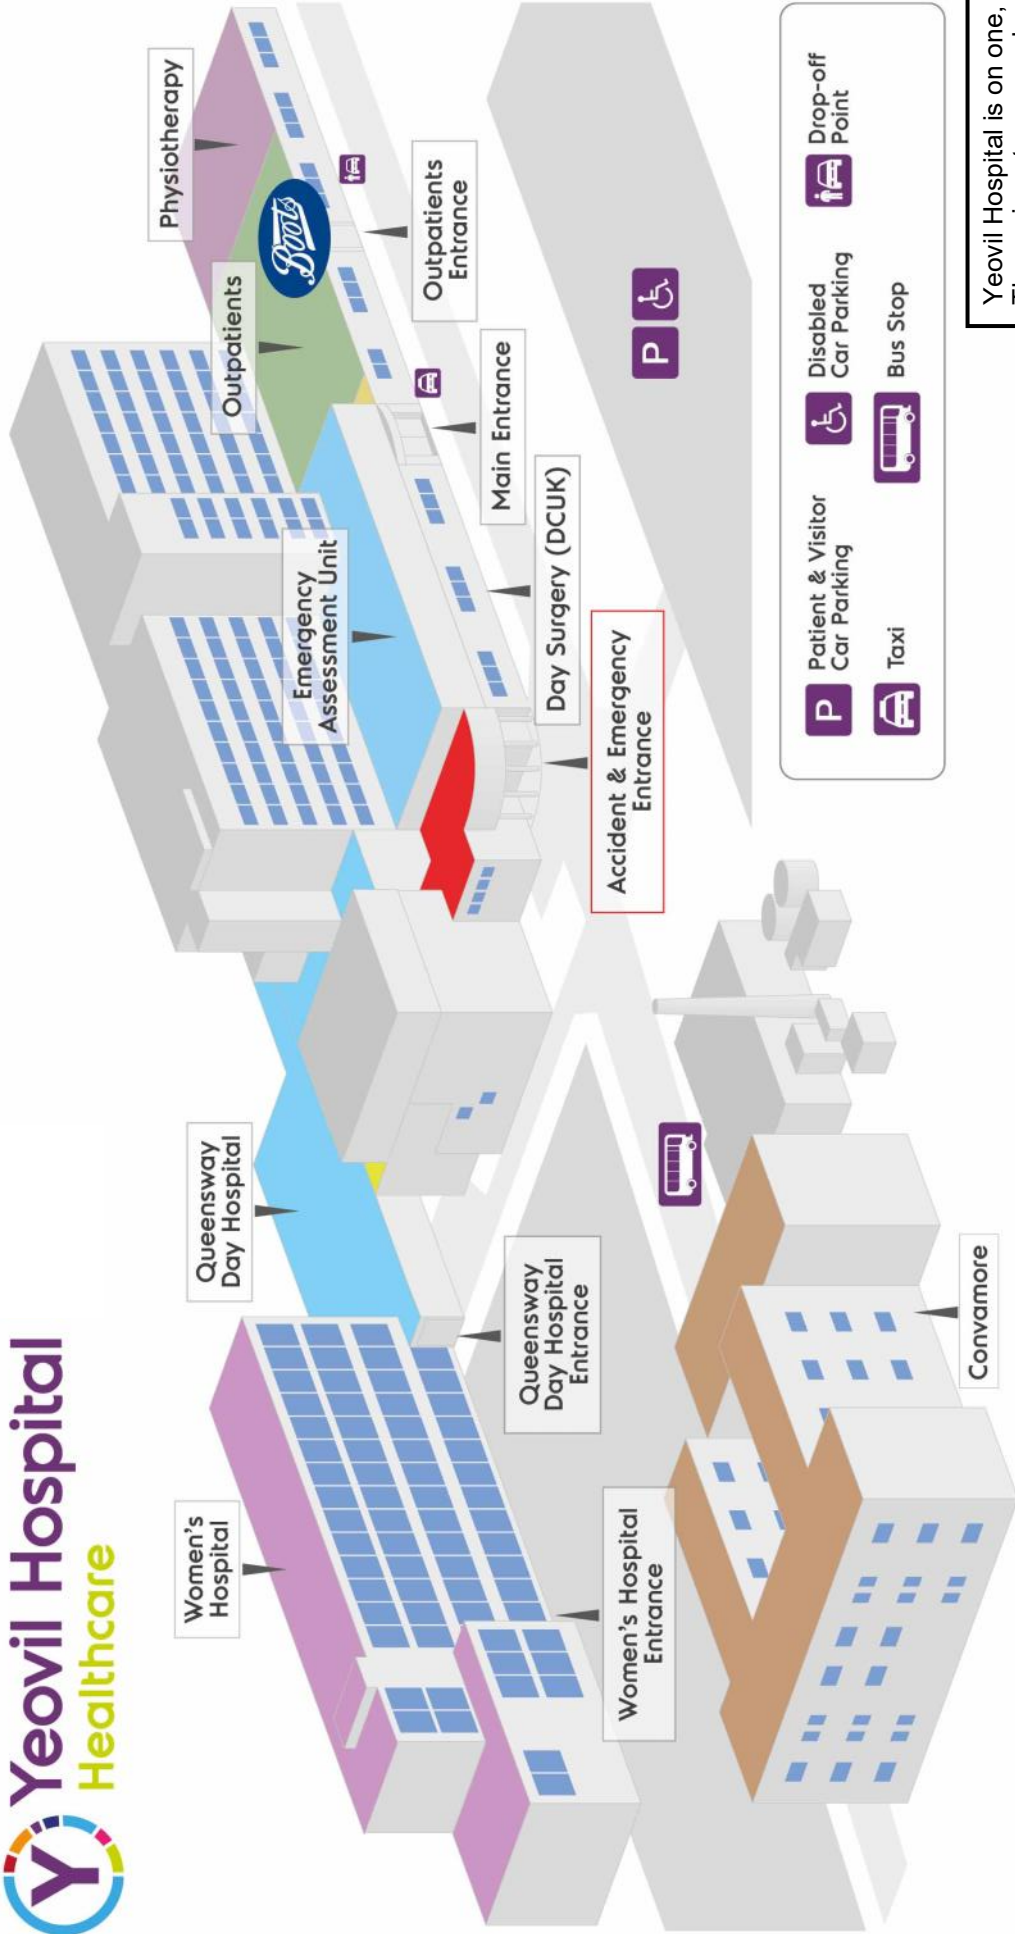 Y
Yeovil Hospital
Healthcare
Women's
Hospital
Queensway
Day Hospital
Emergency
Assessment Unit
Outpatients
Physiotherapy
Boots
Outpatients
Entrance
Main Entrance
Day Surgery (DCUK)
Accident & Emergency
Entrance
Queensway
Day Hospital
Entrance
Women's Hospital
Entrance
Convamore
P
P
Patient & Visitor
Car Parking
Disabled
Car Parking
Drop-off
Point
Taxi
Bus Stop
Yeovil Hospital is on one,